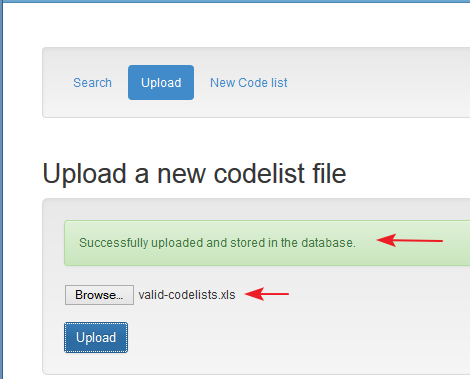 Search Upload New Code list
Upload a new codelist file
Successfully uploaded and stored in the database.
Browse... valid-codelists.xls
Upload